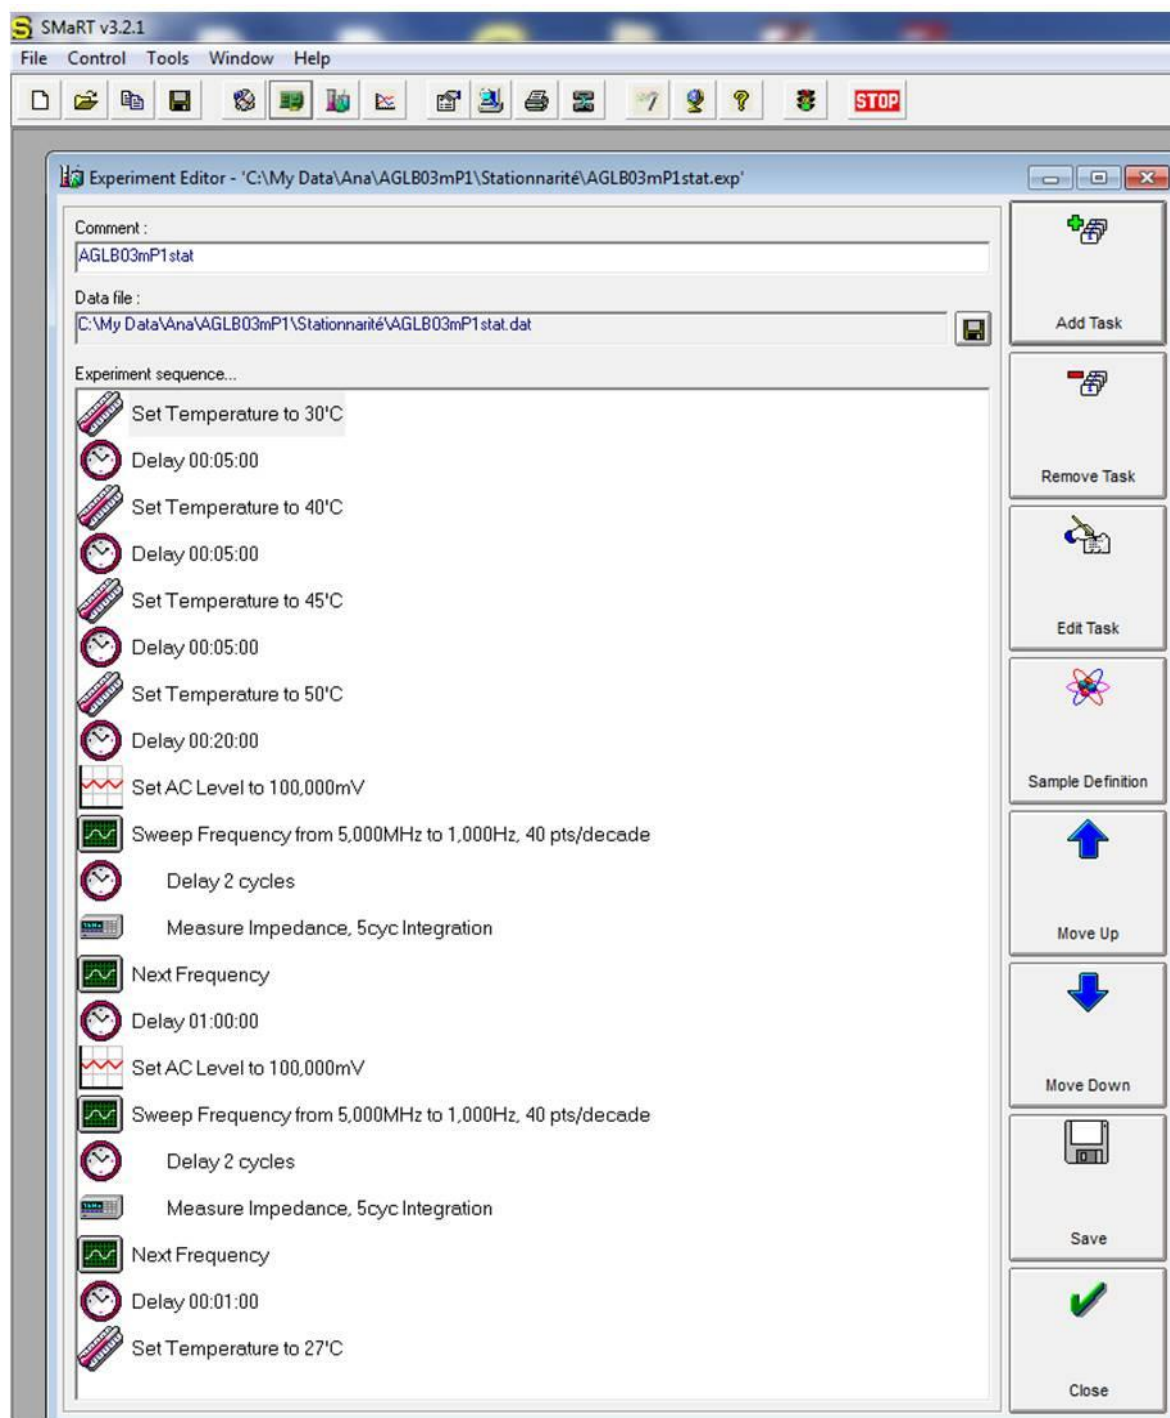 SMaRT v3.2.1
File Control Tools Window Help
STOP
Experiment Editor - 'C:\My Data\Ana\AGLB03mP1\Stationnarité\AGLB03mP1stat.exp'
Comment :
AGLB03mP1stat
Data file :
C:\My Data\Ana\AGLB03mP1\Stationnarité\AGLB03mP1stat.dat
Experiment sequence...
Set Temperature to 30'C
Delay 00:05:00
Set Temperature to 40'C
Delay 00:05:00
Set Temperature to 45'C
Delay 00:05:00
Set Temperature to 50'C
Delay 00:20:00
Set AC Level to 100,000mV
Sweep Frequency from 5,000MHz to 1,000Hz, 40 pts/decade
Delay 2 cycles
Measure Impedance, 5cyc Integration
Next Frequency
Delay 01:00:00
Set AC Level to 100,000mV
Sweep Frequency from 5,000MHz to 1,000Hz, 40 pts/decade
Delay 2 cycles
Measure Impedance, 5cyc Integration
Next Frequency
Delay 00:01:00
Set Temperature to 27'C
Add Task
Remove Task
Edit Task
Sample Definition
Move Up
Move Down
Save
Close